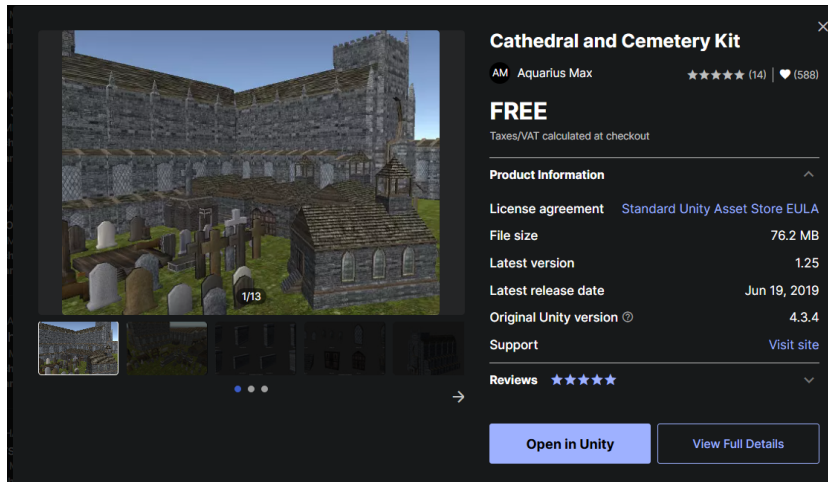 Cathedral and Cemetery Kit
AM Aquarius Max (14) | (588)
FREE
Taxes/VAT calculated at checkout
Product Information
License agreement Standard Unity Asset Store EULA
File size 76.2 MB
Latest version 1.25
Latest release date Jun 19, 2019
Original Unity version 4.3.4
Support Visit site
Reviews
Open in Unity View Full Details
1/13